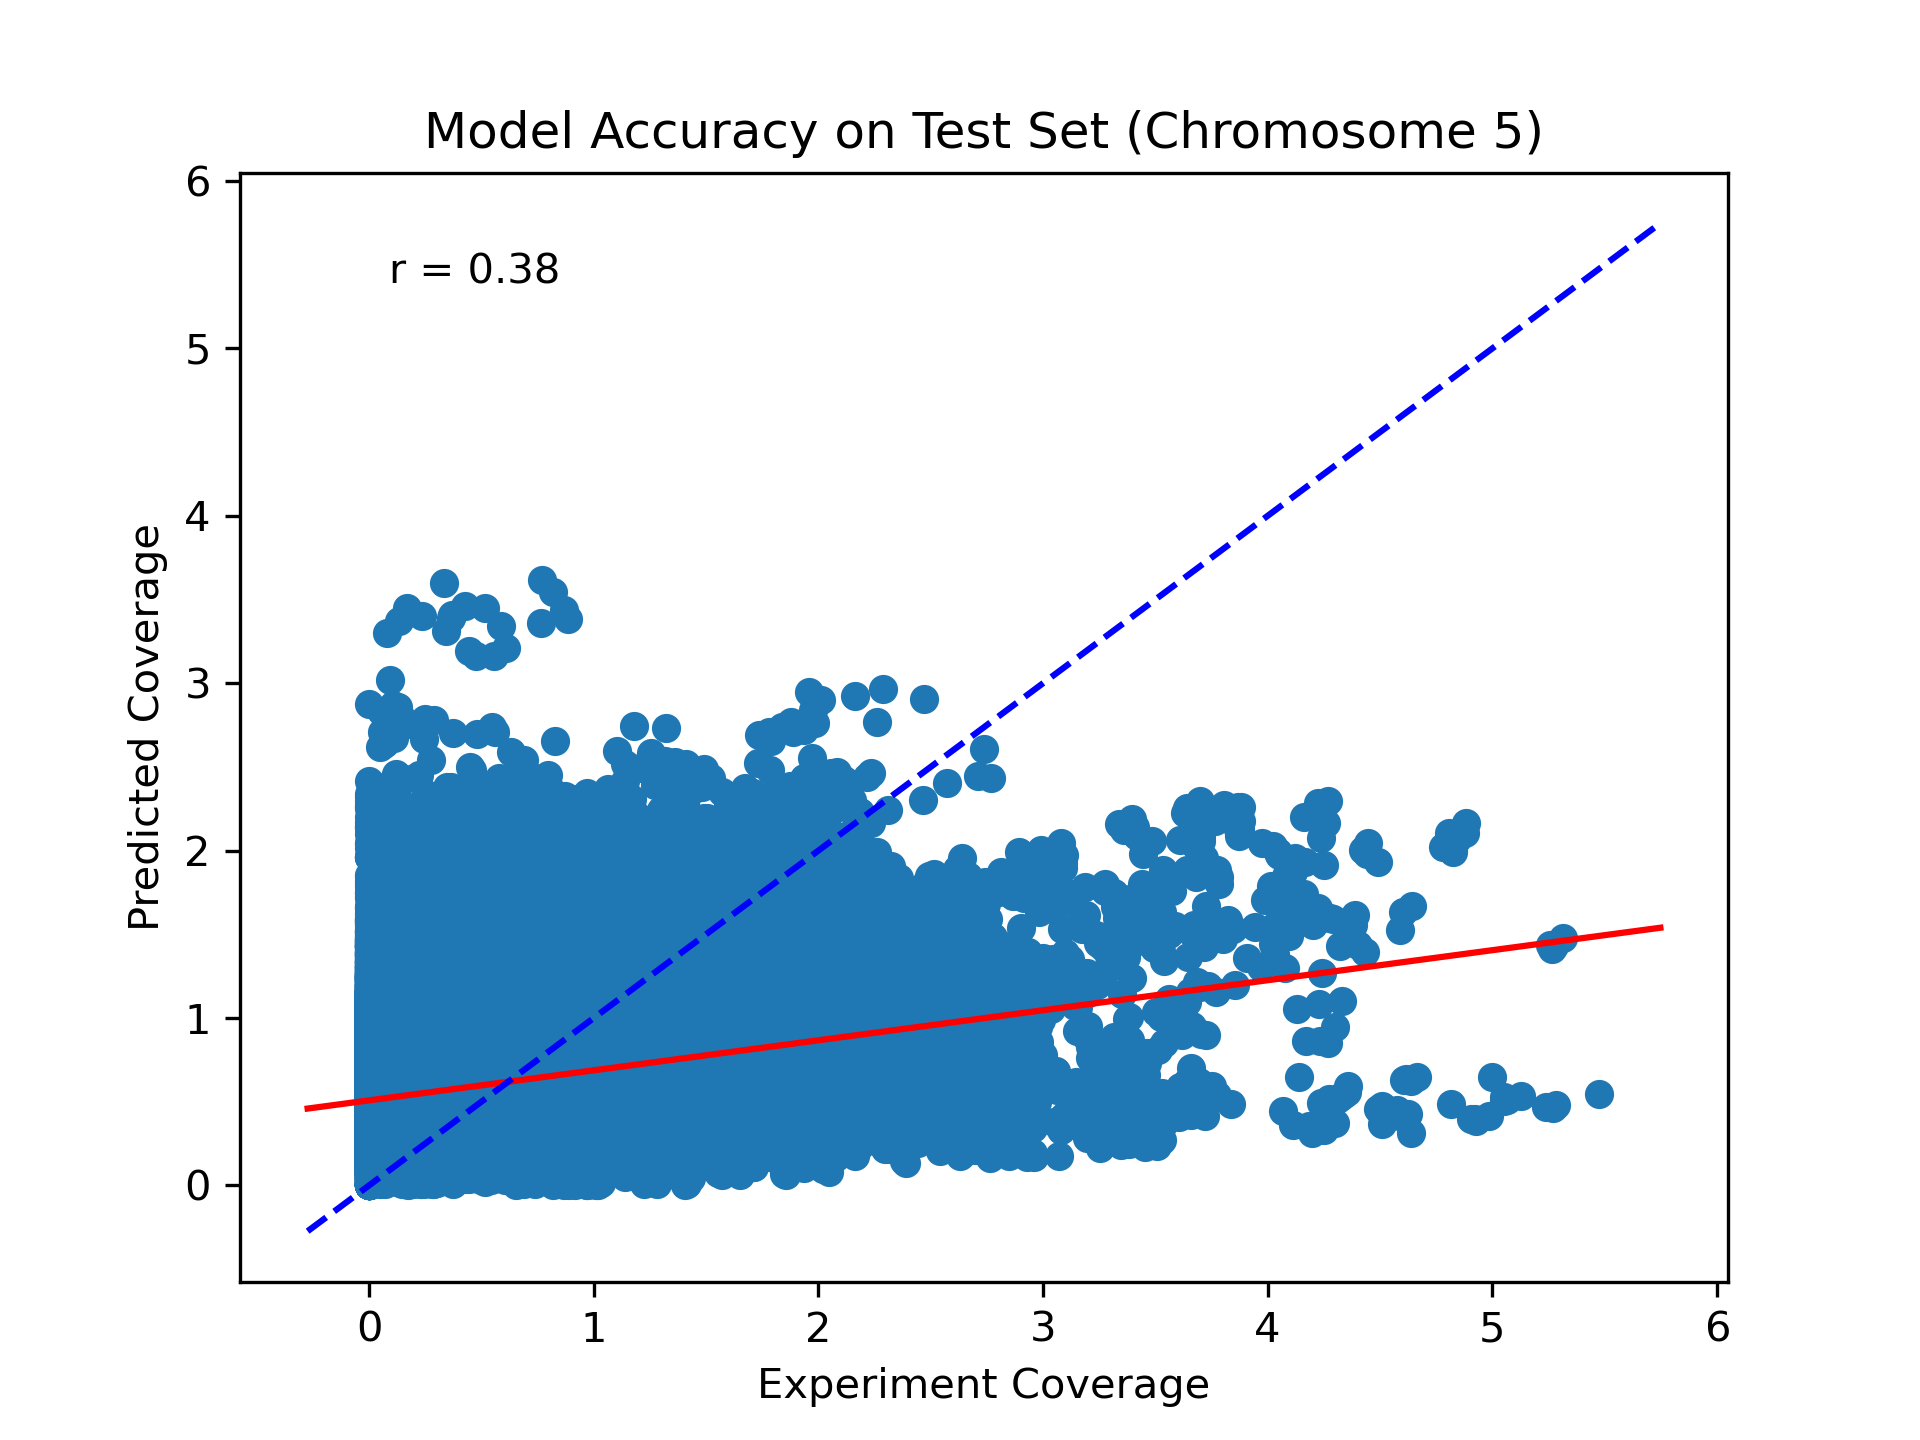 Model Accuracy on Test Set (Chromosome 5)
6
r = 0.38
5
4
3
2
1
0
Predicted Coverage
0 1 2 3 4 5 6
Experiment Coverage